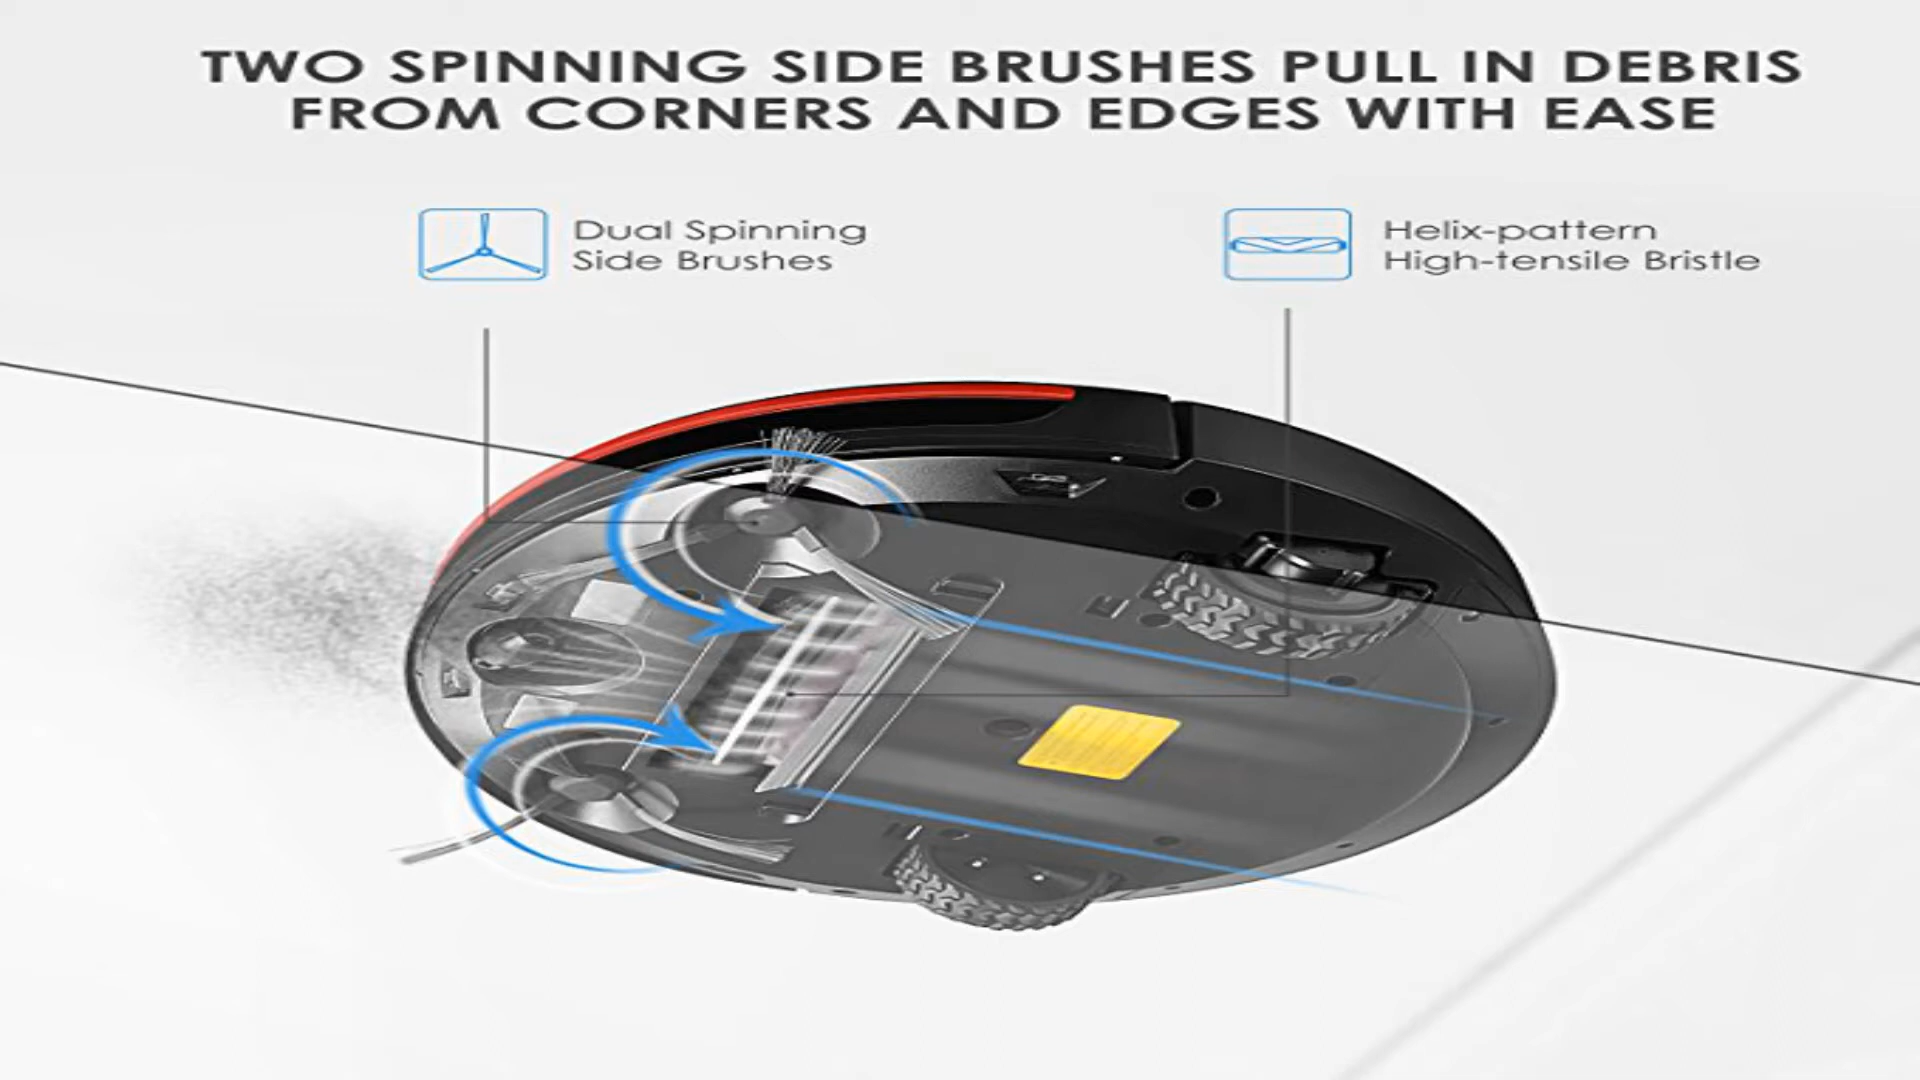 TWO SPINNING SIDE BRUSHES PULL IN DEBRIS
FROM CORNERS AND EDGES WITH EASE
Dual Spinning
Side Brushes
Helix-pattern
High-tensile Bristle